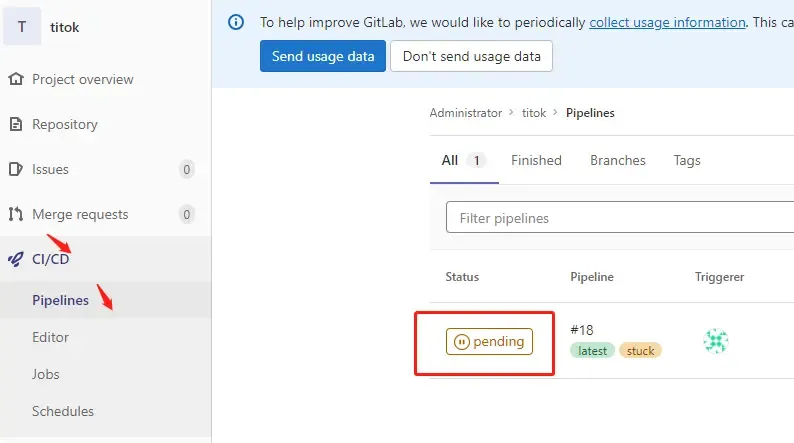 T titok
Project overview
Repository
Issues 0
Merge requests 0
CI/CD
Pipelines
Editor
Jobs
Schedules
To help improve GitLab, we would like to periodically collect usage information. This ca
Send usage data Don't send usage data
Administrator > titok > Pipelines
All 1 Finished Branches Tags
Filter pipelines
Status Pipeline Triggerer
pending #18
latest stuck